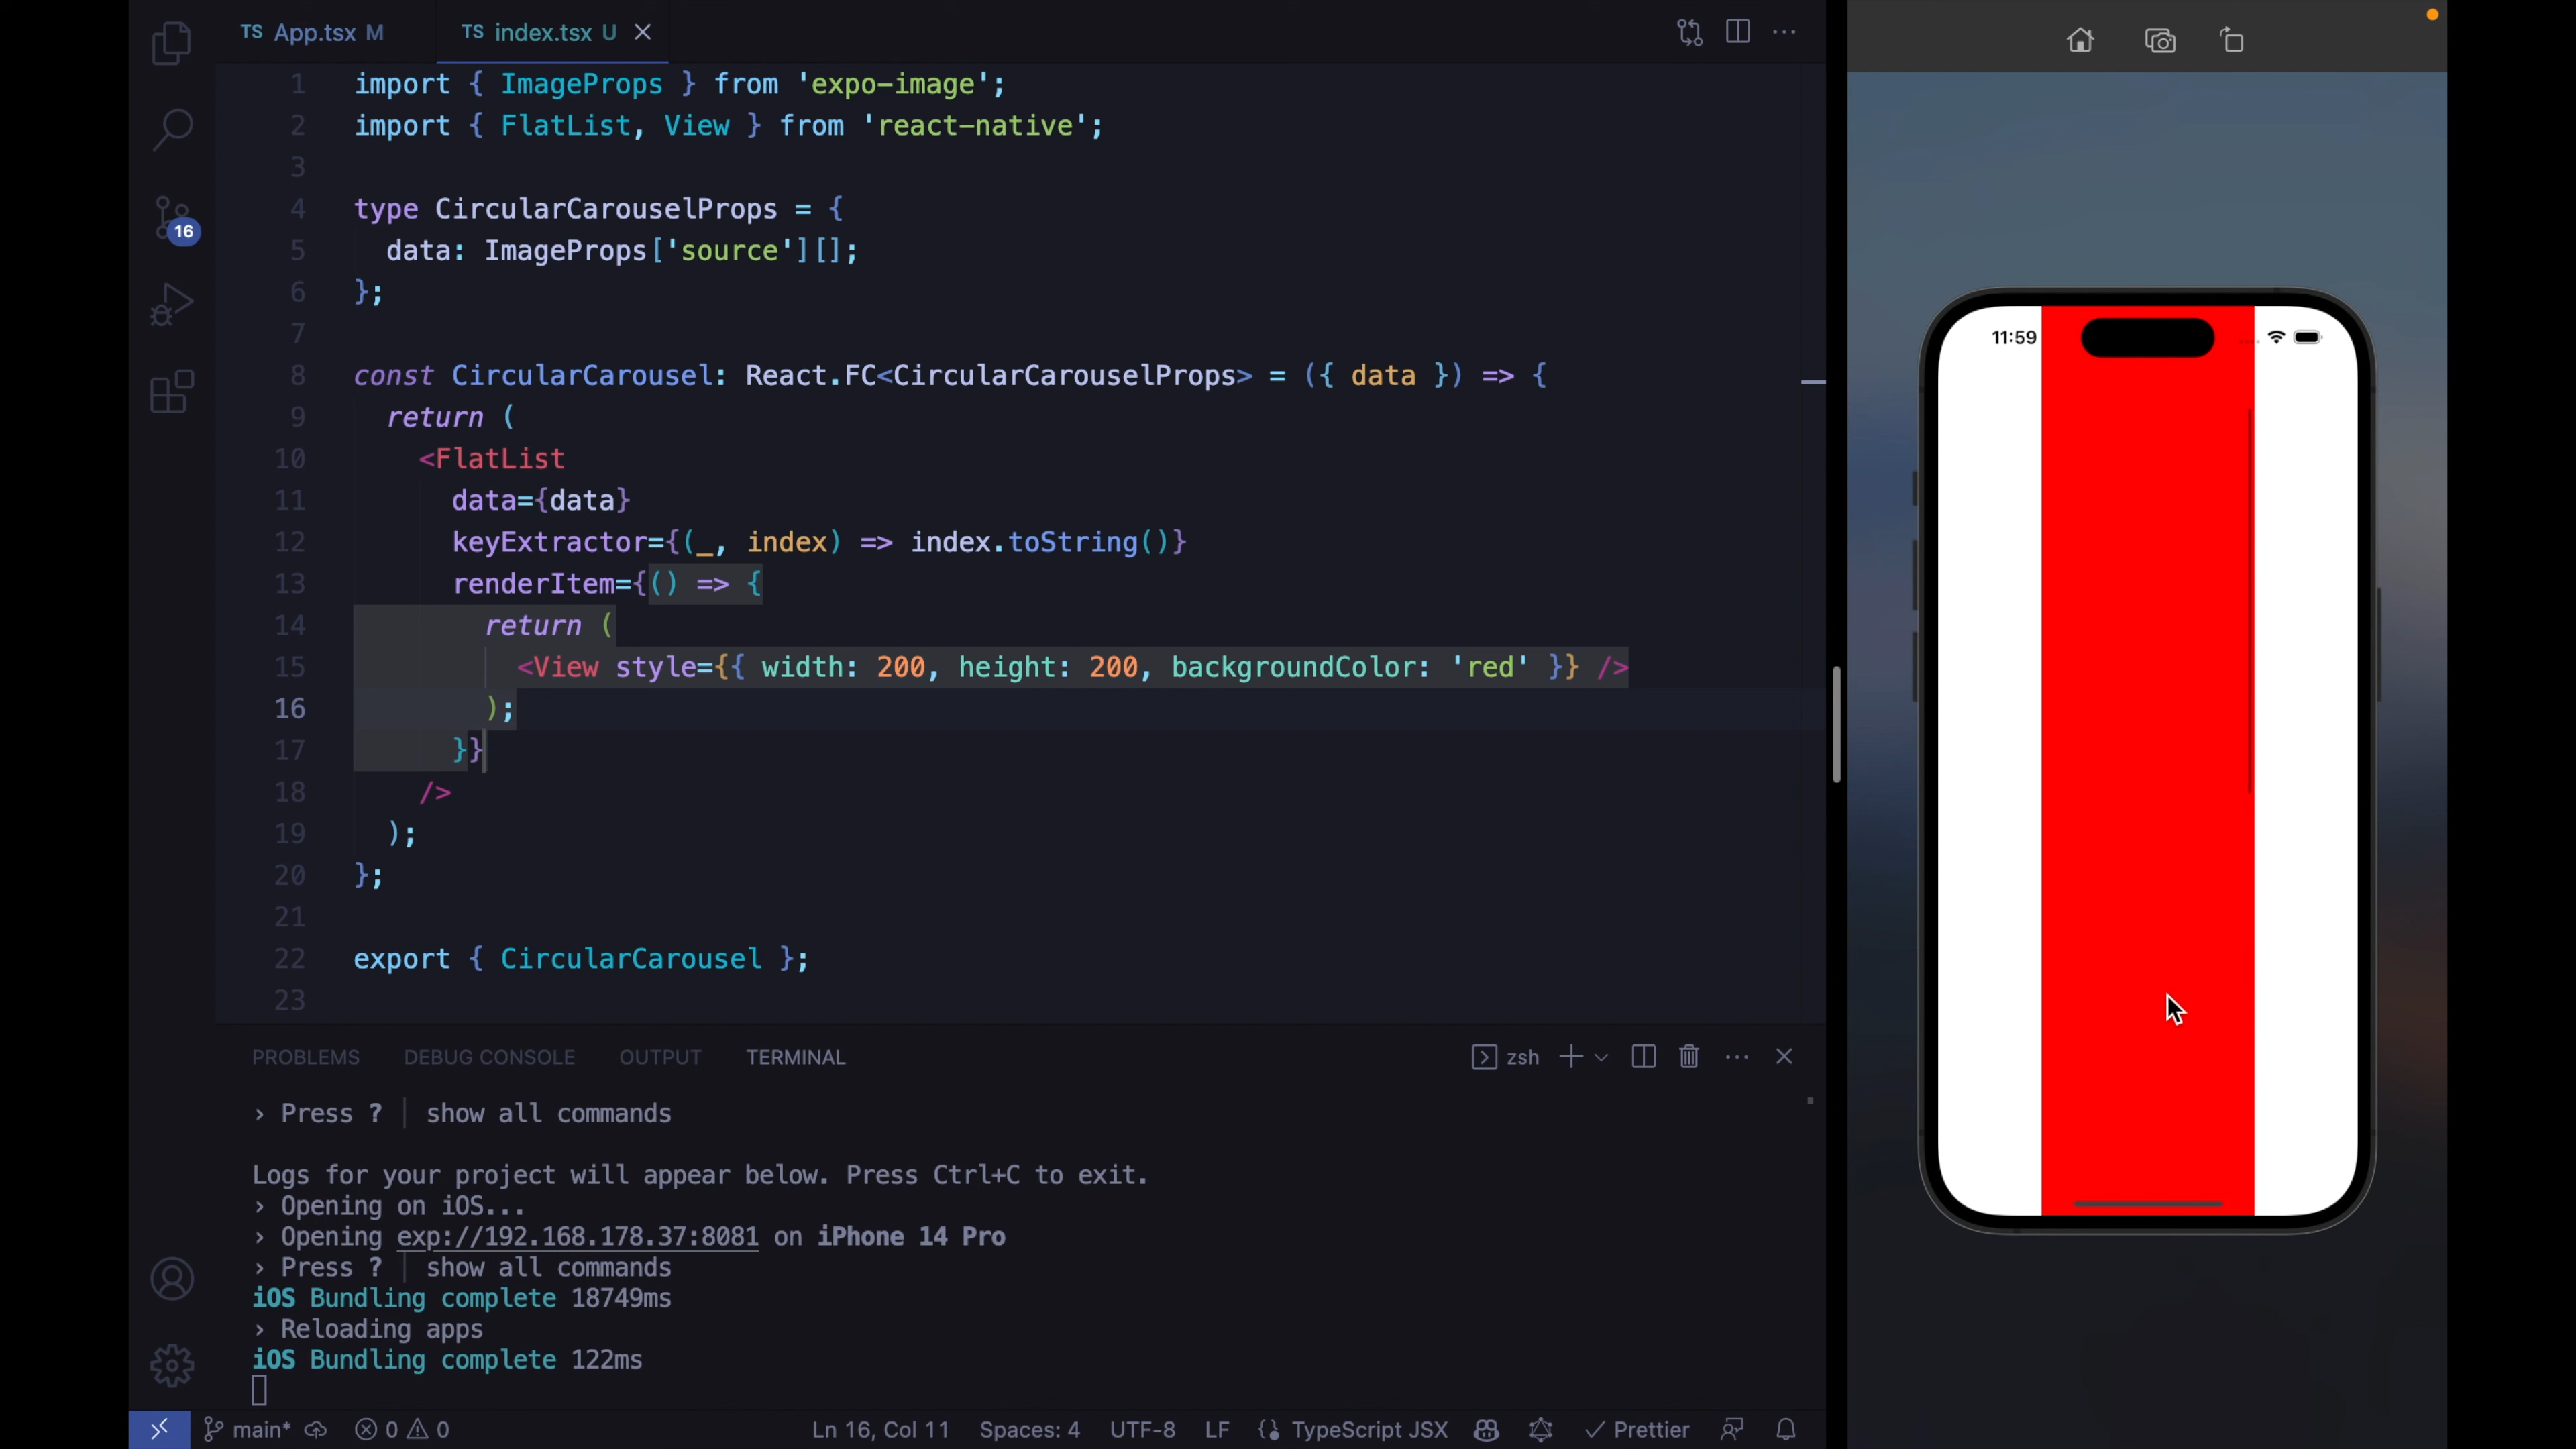 TS App.tsx M
TS index.tsx U
1 import { ImageProps } from 'expo-image';
2 import { FlatList, View } from 'react-native';
3
4 type CircularCarouselProps = {
5 data: ImageProps['source'][];
6 };
7
8 const CircularCarousel: React.FC<CircularCarouselProps> = ({ data }) => {
9 return (
10 <FlatList
11 data={data}
12 keyExtractor={(_, index) => index.toString()}
13 renderItem={() => {
14 return (
15 <View style={{ width: 200, height: 200, backgroundColor: 'red' }} />
16 );
17 }}
18 />
19 );
20 };
21
22 export { CircularCarousel };
23
16
PROBLEMS DEBUG CONSOLE OUTPUT TERMINAL zsh
› Press ? │ show all commands
Logs for your project will appear below. Press Ctrl+C to exit.
› Opening on iOS...
› Opening exp://192.168.178.37:8081 on iPhone 14 Pro
› Press ? │ show all commands
iOS Bundling complete 18749ms
› Reloading apps
iOS Bundling complete 122ms
main* 0 0 Ln 16, Col 11 Spaces: 4 UTF-8 LF TypeScript JSX Prettier
11:59